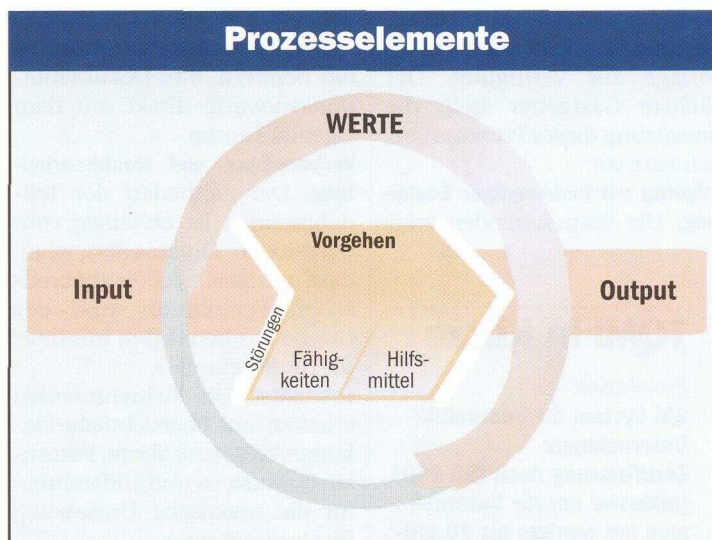 Prozesselemente
WERTE
Vorgehen
Input
Output
Störungen
Fähig-
keiten
Hilfs-
mittel